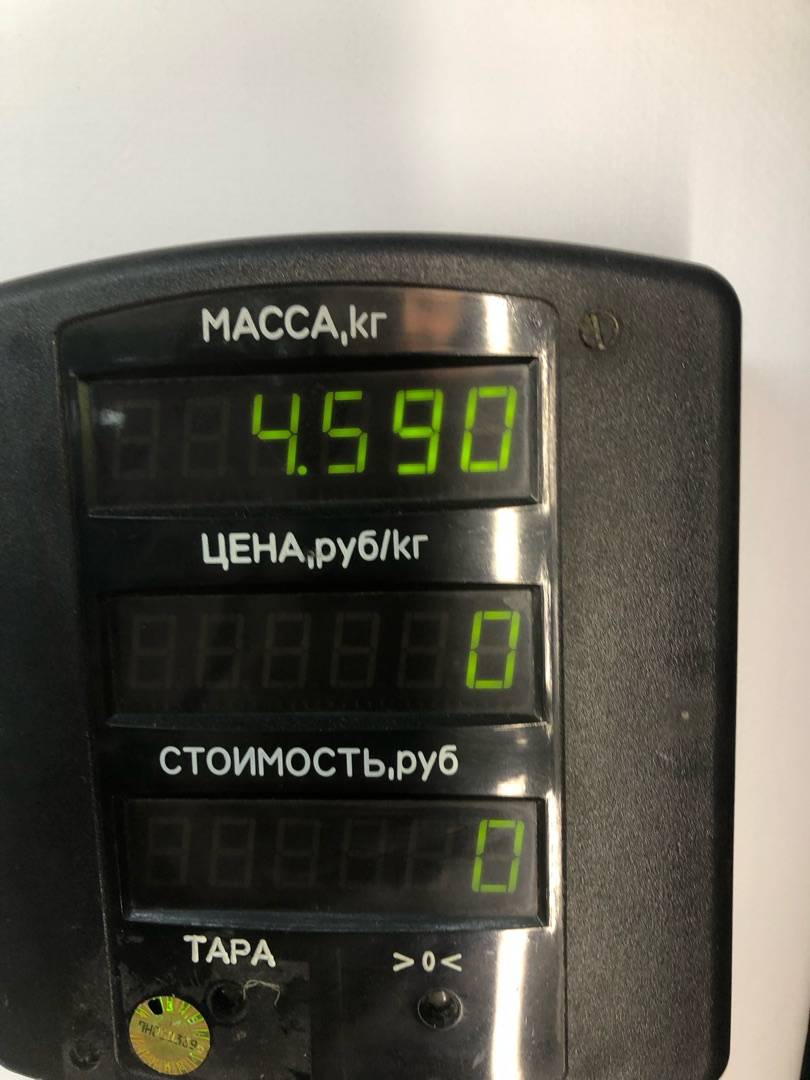 МАССА,кг
4.590
ЦЕНА,руб/кг
0
СТОИМОСТЬ,руб
0
ТАРА >0<